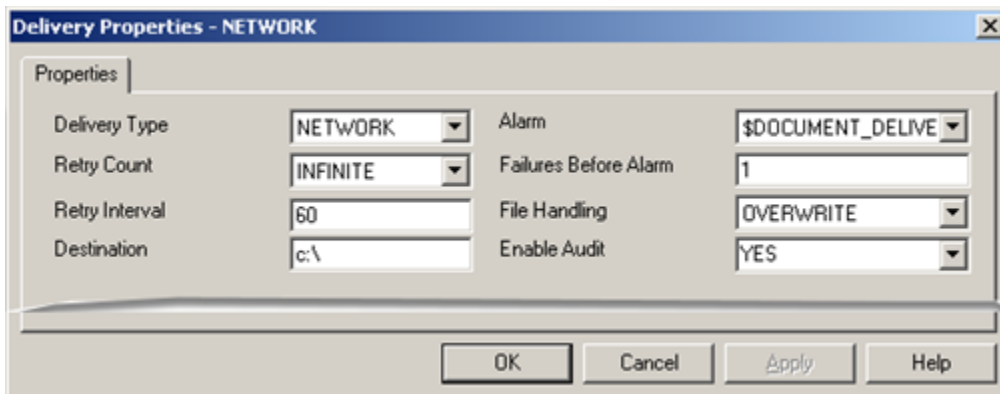 Delivery Properties - NETWORK
Properties
Delivery Type NETWORK Alarm $DOCUMENT_DELIVE
Retry Count INFINITE Failures Before Alarm 1
Retry Interval 60 File Handling OVERWRITE
Destination c:\ Enable Audit YES
OK Cancel Apply Help